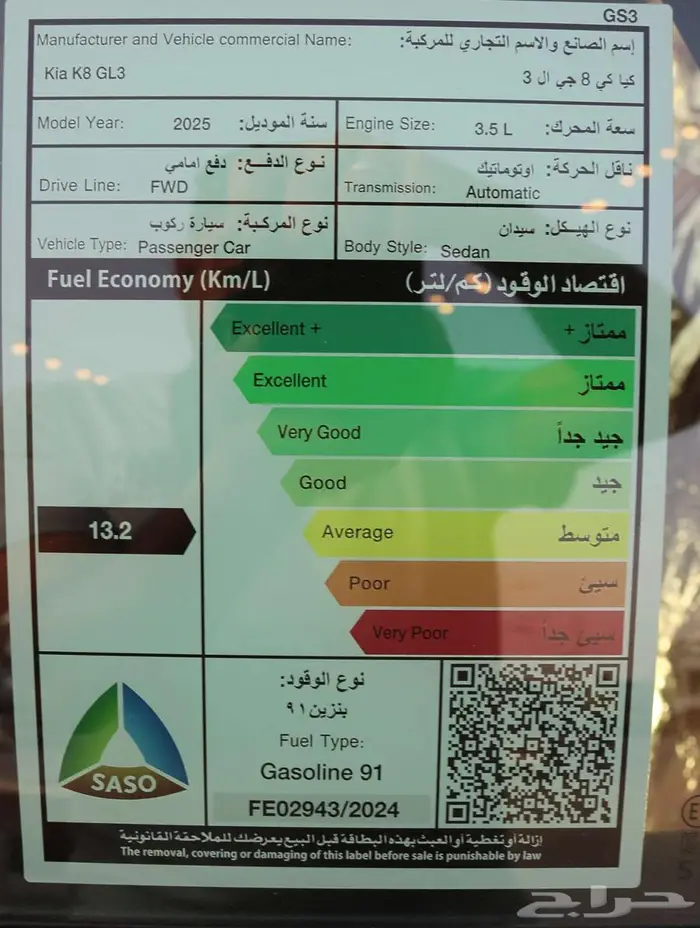 GS3
Manufacturer and Vehicle commercial Name: إسم الصانع والاسم التجاري للمركبة:
Kia K8 GL3 كيا كي 8 جي ال 3
Model Year: 2025 سنة الموديل: Engine Size: 3.5 L سعة المحرك:
نوع الدفع: دفع امامي ناقل الحركة: اوتوماتيك
Drive Line: FWD Transmission: Automatic
نوع المركبة: سيارة ركوب نوع الهيكل: سيدان
Vehicle Type: Passenger Car Body Style: Sedan
Fuel Economy (Km/L) اقتصاد الوقود (كم/لتر)
Excellent + ممتاز +
Excellent ممتاز
Very Good جيد جداً
Good جيد
13.2 Average متوسط
Poor سيئ
Very Poor سيئ جداً
نوع الوقود:
بنزين ٩١
Fuel Type:
Gasoline 91
SASO
FE02943/2024
إزالة أو تغطية أو العبث بهذه البطاقة قبل البيع يعرضك للملاحقة القانونية
The removal, covering or damaging of this label before sale is punishable by law
حراج